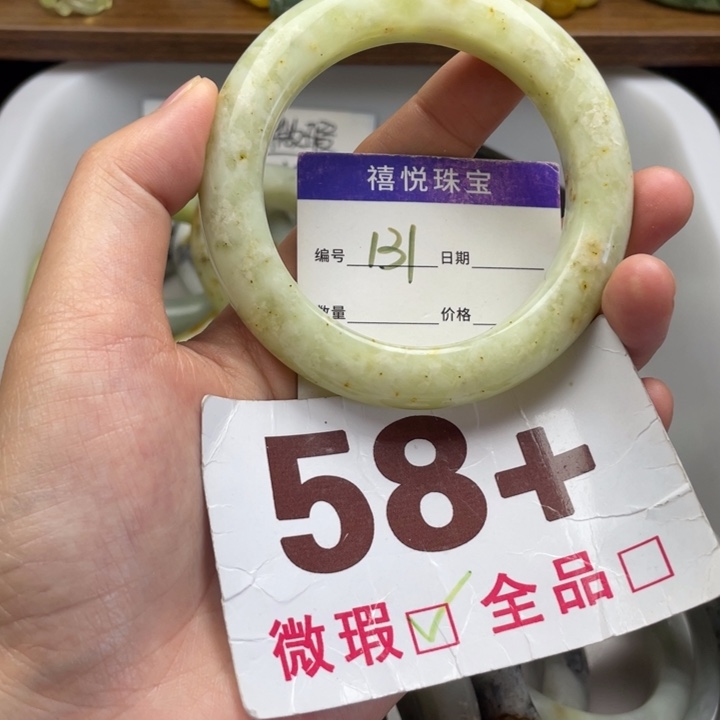 禧悦珠宝
编号 131 日期
数量 价格
58+
微瑕 ✓ 全品